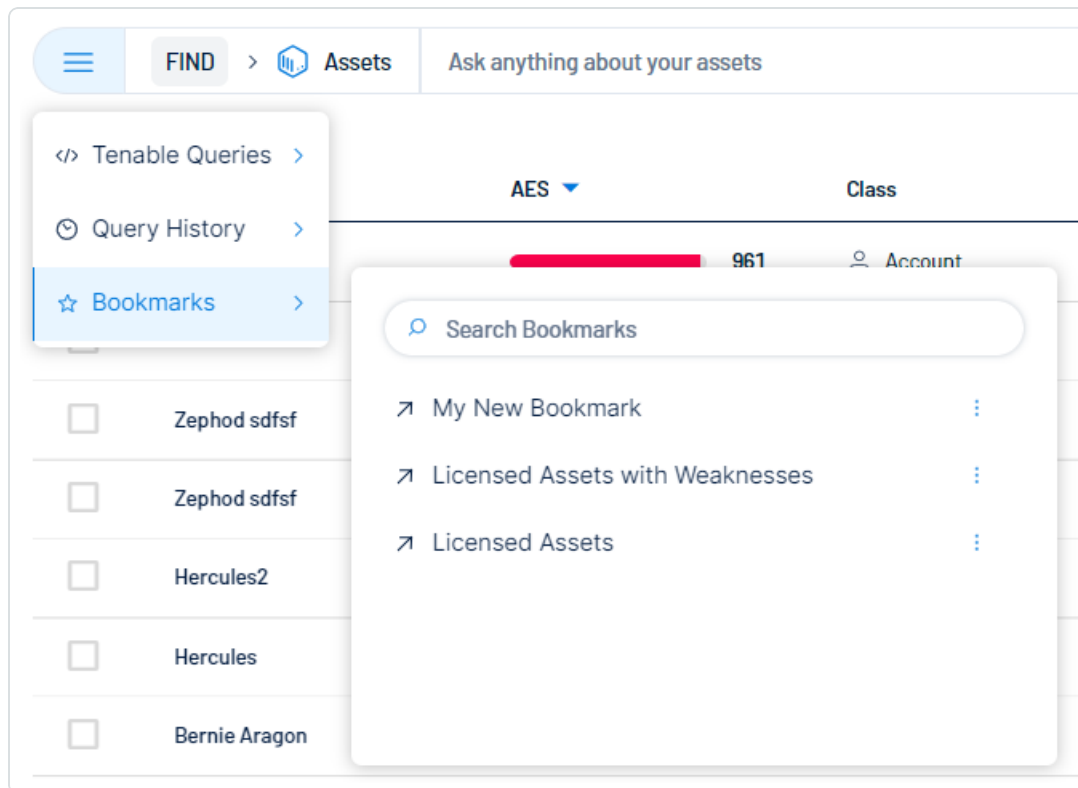 FIND > Assets Ask anything about your assets
</> Tenable Queries >
AES Class
Query History >
961 Account
Bookmarks >
Search Bookmarks
My New Bookmark
Zephod sdfsf
Licensed Assets with Weaknesses
Zephod sdfsf
Licensed Assets
Hercules2
Hercules
Bernie Aragon